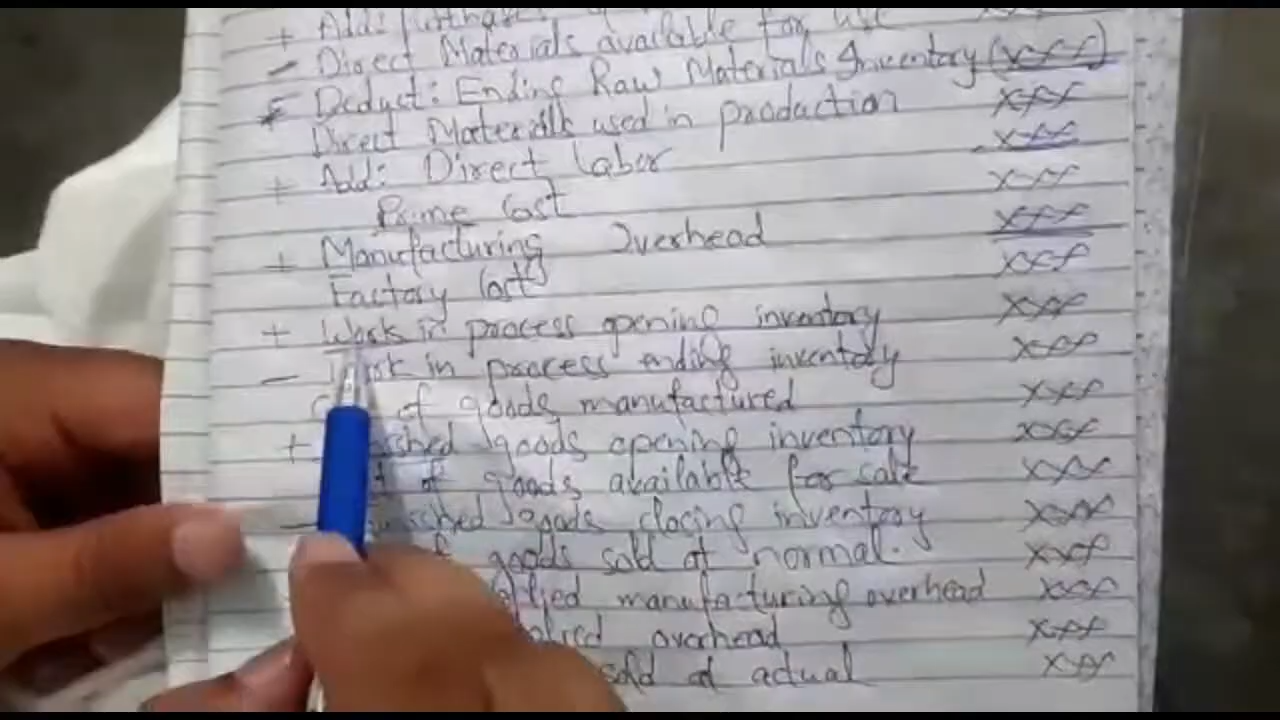 + Add: purchases
- Direct Materials available for use
Deduct: Ending Raw Materials Inventory (xxx)
Direct Materials used in production xxx
+ Add: Direct Labor xxx
Prime Cost xxx
+ Manufacturing Overhead xxx
Factory Cost xxx
+ Work in process opening inventory xxx
- in process ending inventory xxx
of goods manufactured xxx
+ goods opening inventory xxx
of goods available for sale xxx
goods closing inventory xxx
goods sold at normal. xxx
manufacturing overhead xxx
overhead xxx
sold at actual xxx